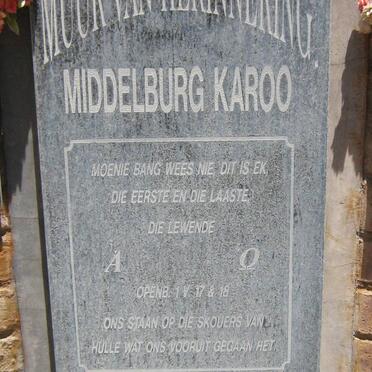 MUUR VAN HERINNERING.
MIDDELBURG KAROO
MOENIE BANG WEES NIE, DIT IS EK,
DIE EERSTE EN DIE LAASTE,
DIE LEWENDE
A O
OPENB. 1 V. 17 & 18
ONS STAAN OP DIE SKOUERS VAN
HULLE WAT ONS VOORUIT GEGAAN HET.